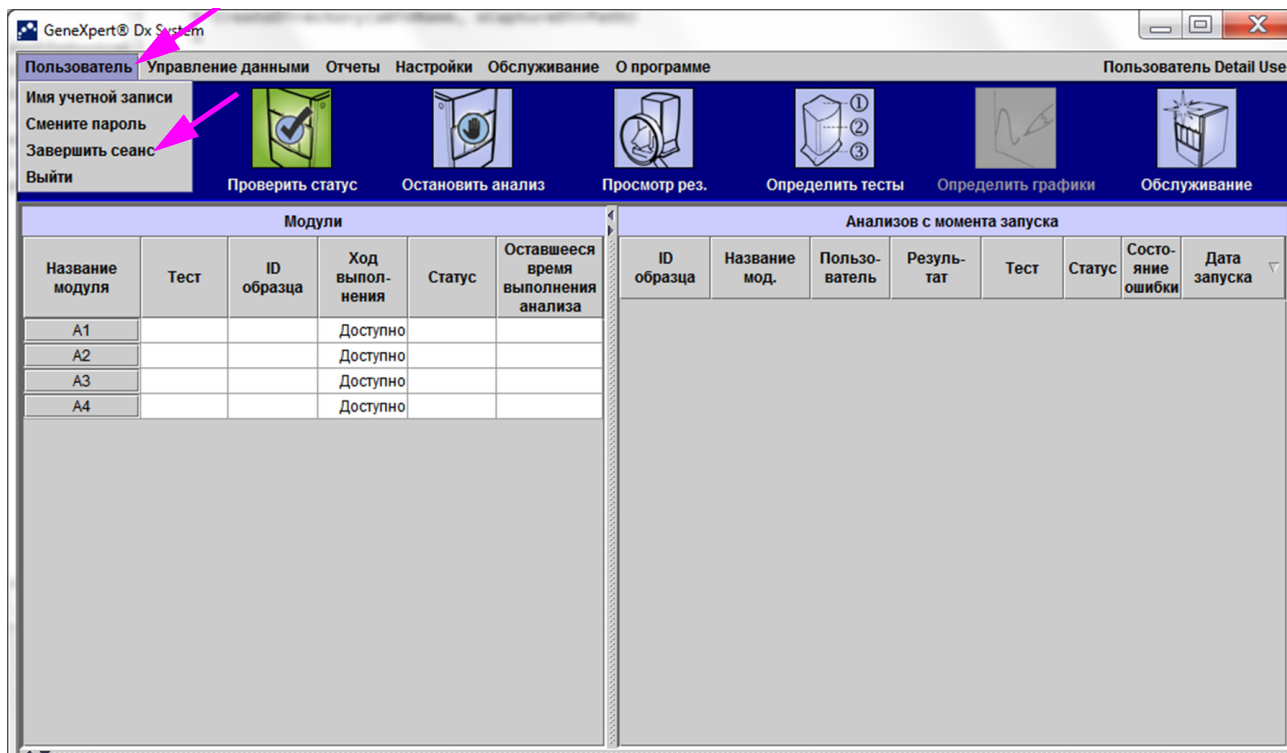 GeneXpert® Dx System
Пользователь Управление данными Отчеты Настройки Обслуживание О программе Пользователь Detail Use
Имя учетной записи
Смените пароль
Завершить сеанс
Выйти
Проверить статус Остановить анализ Просмотр рез. Определить тесты Определить графики Обслуживание
1
2
3
Модули
Название
модуля
Тест
ID
образца
Ход
выпол-
нения
Статус
Оставшееся
время
выполнения
анализа
A1 Доступно
A2 Доступно
A3 Доступно
A4 Доступно
Анализов с момента запуска
ID
образца
Название
мод.
Пользо-
ватель
Резуль-
тат
Тест
Статус
Состо-
яние
ошибки
Дата
запуска